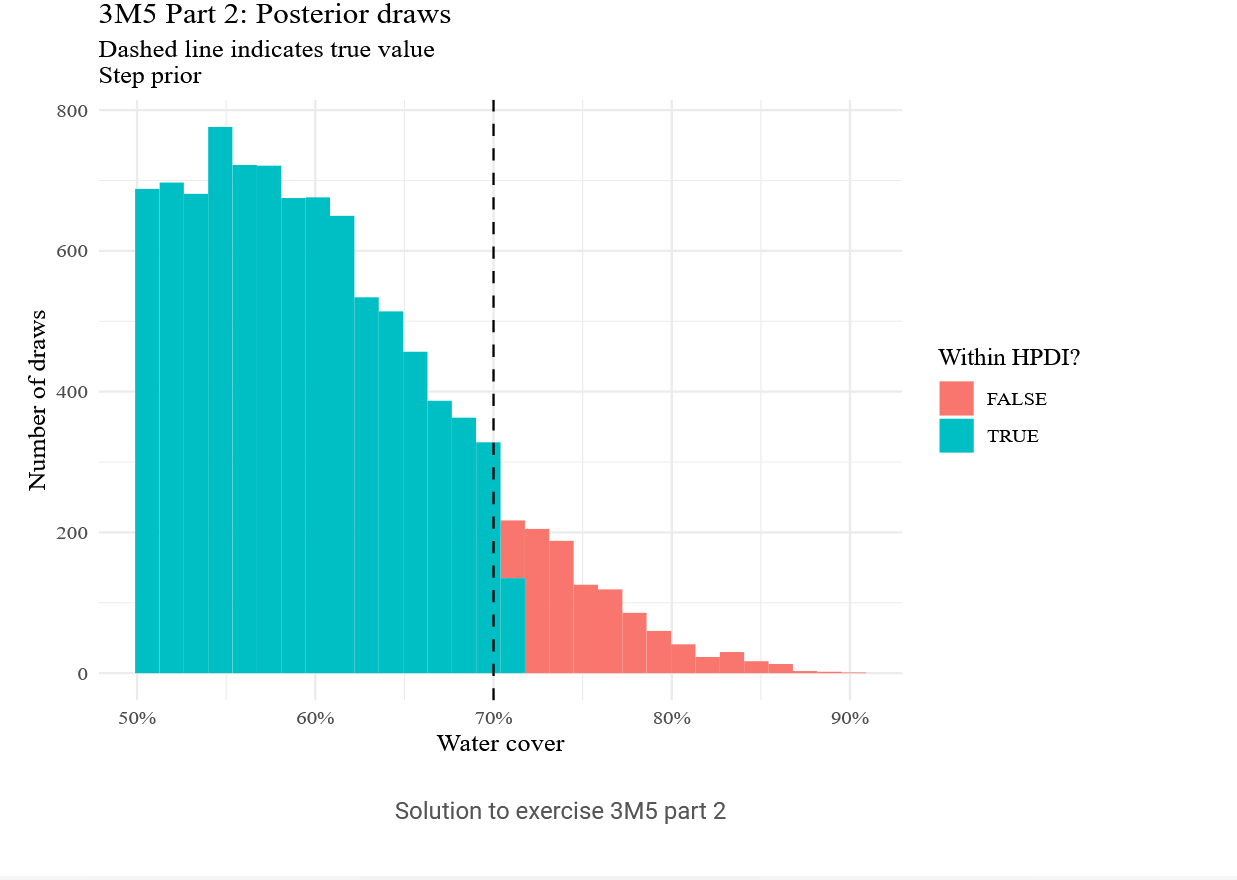 3M5 Part 2: Posterior draws
Dashed line indicates true value
Step prior
800
600
400
200
0
Number of draws
50% 60% 70% 80% 90%
Water cover
Within HPDI?
FALSE
TRUE
Solution to exercise 3M5 part 2